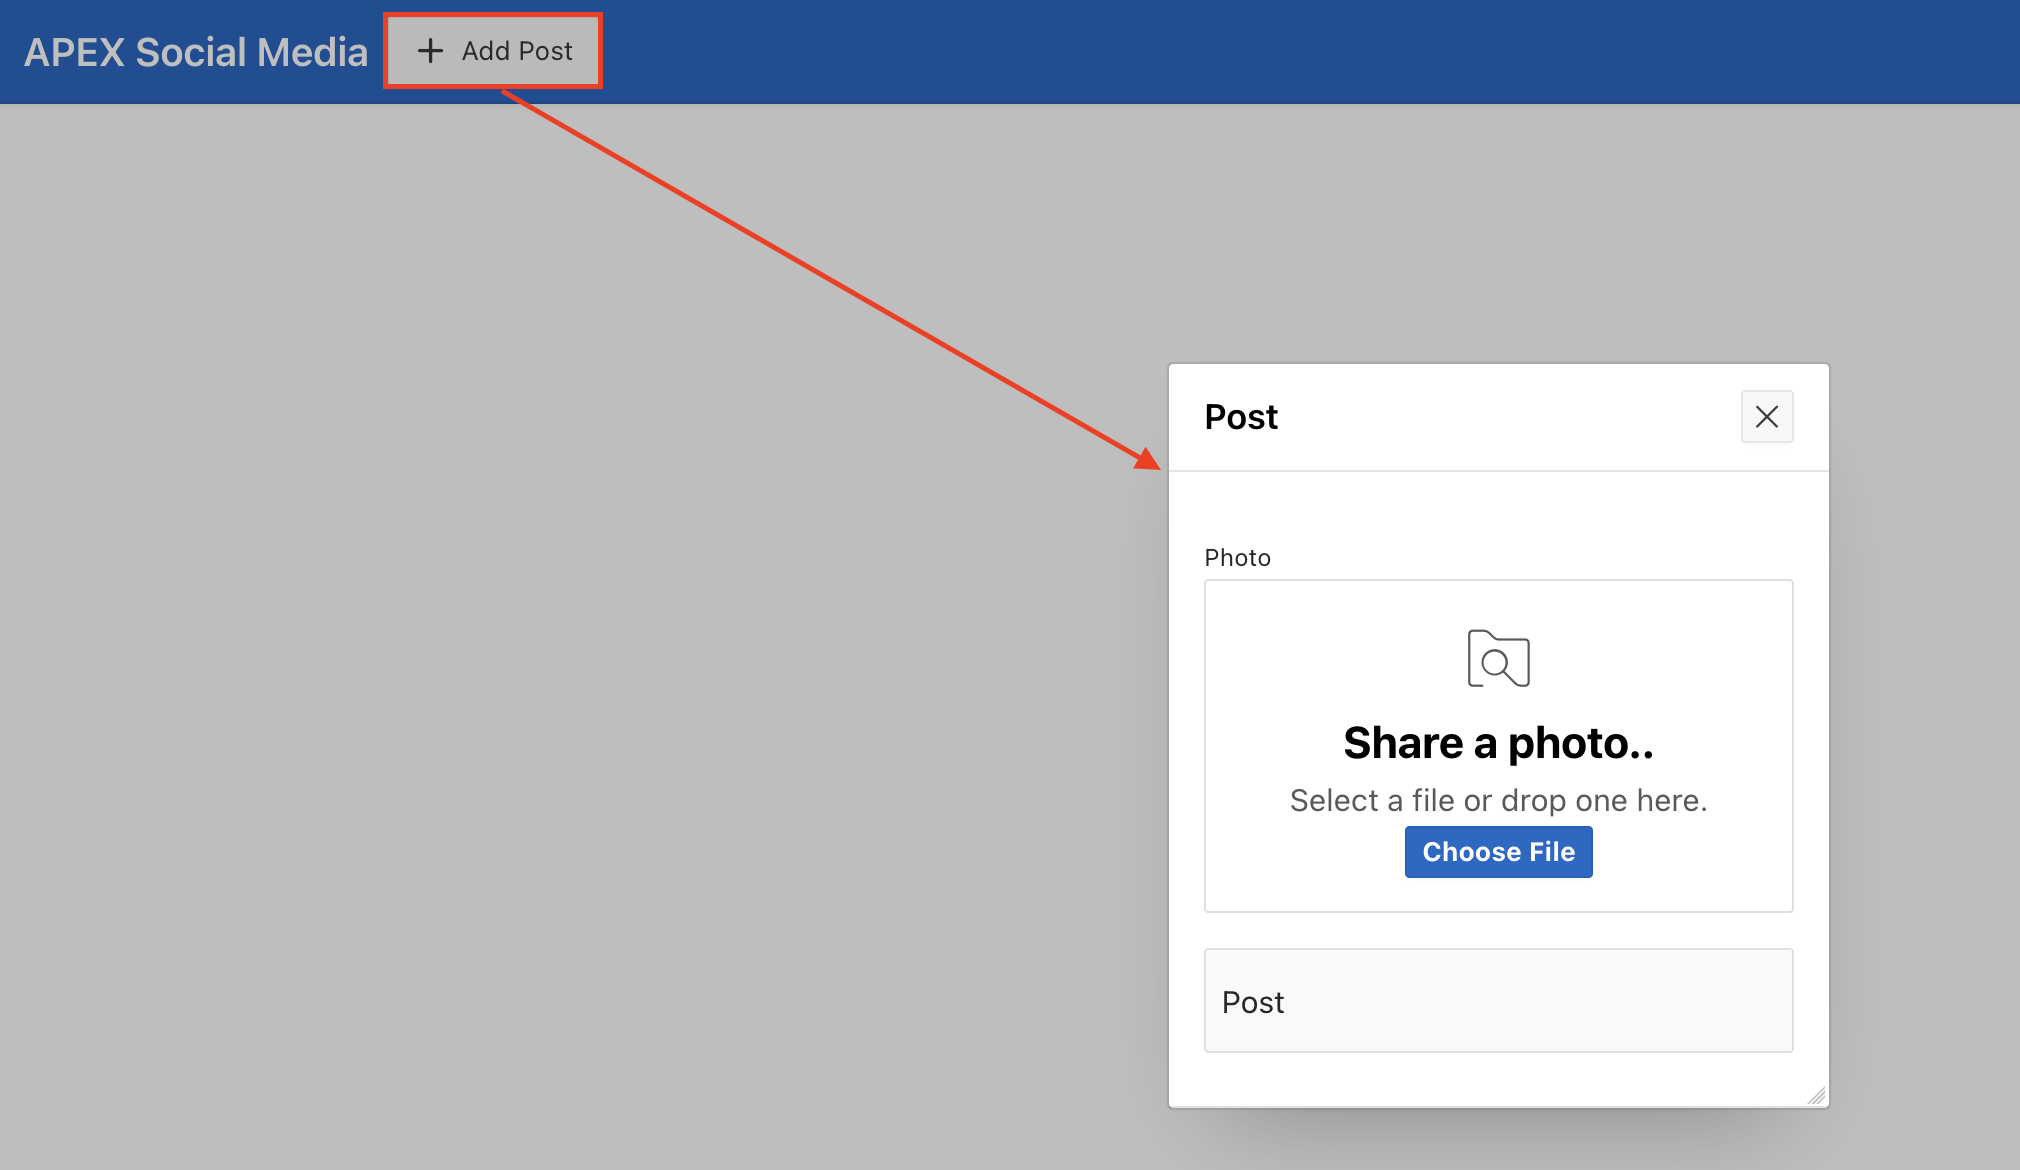 APEX Social Media
Add Post
Post
Photo
Share a photo..
Select a file or drop one here.
Choose File
Post